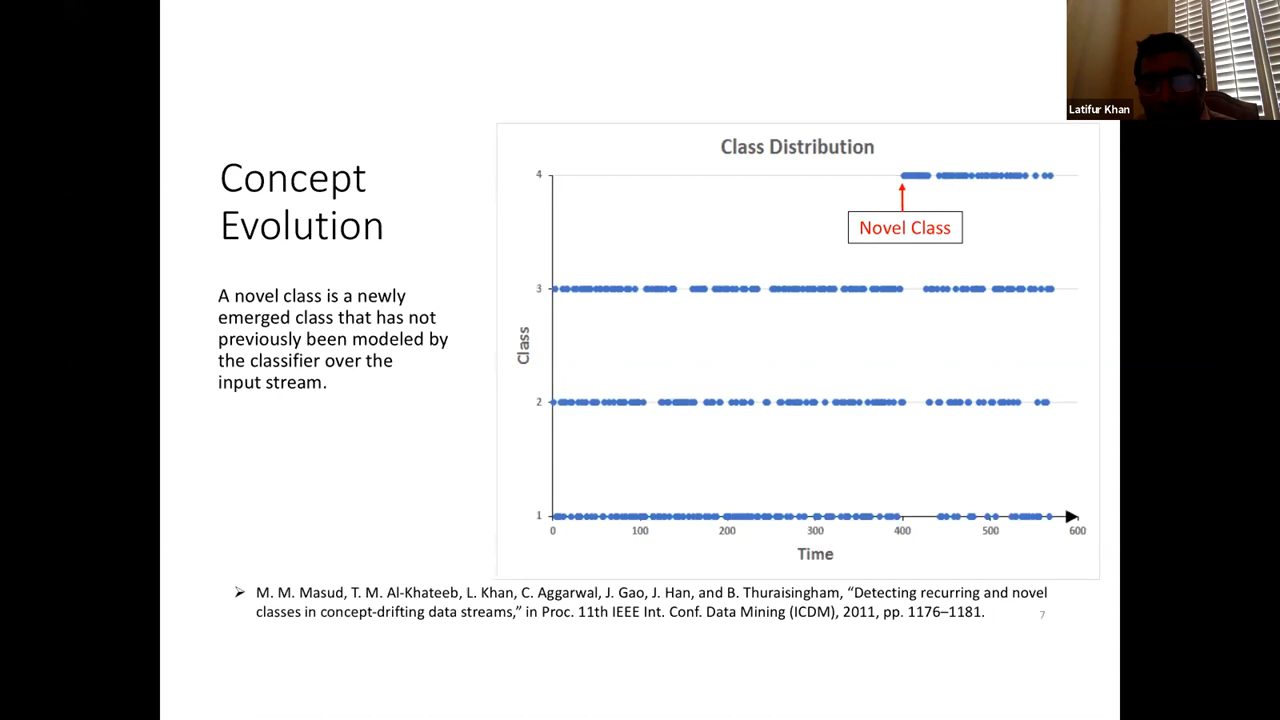 Latifur Khan
Concept
Evolution
A novel class is a newly
emerged class that has not
previously been modeled by
the classifier over the
input stream.
Class Distribution
4
Novel Class
3
Class
2
1
0 100 200 300 400 500 600
Time
➢ M. M. Masud, T. M. Al-Khateeb, L. Khan, C. Aggarwal, J. Gao, J. Han, and B. Thuraisingham, “Detecting recurring and novel
classes in concept-drifting data streams,” in Proc. 11th IEEE Int. Conf. Data Mining (ICDM), 2011, pp. 1176–1181.
7